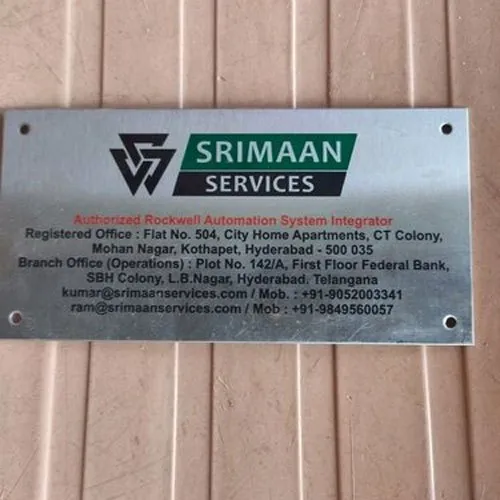 SRIMAAN
SERVICES
Authorized Rockwell Automation System Integrator
Registered Office : Flat No. 504, City Home Apartments, CT Colony,
Mohan Nagar, Kothapet, Hyderabad - 500 035
Branch Office (Operations) : Plot No. 142/A, First Floor Federal Bank,
SBH Colony, L.B.Nagar, Hyderabad. Telangana
kumar@srimaanservices.com / Mob. : +91-9052003341
ram@srimaanservices.com / Mob : +91-9849560057